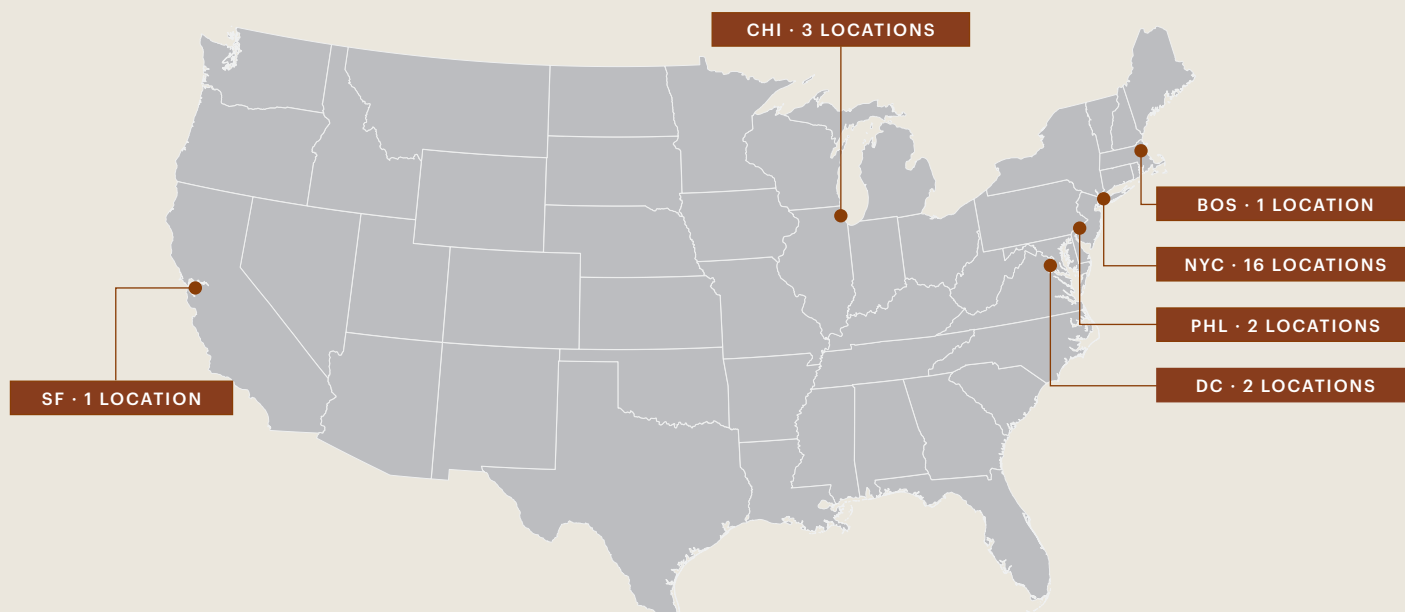 CHI · 3 LOCATIONS
BOS · 1 LOCATION
NYC · 16 LOCATIONS
PHL · 2 LOCATIONS
DC · 2 LOCATIONS
SF · 1 LOCATION